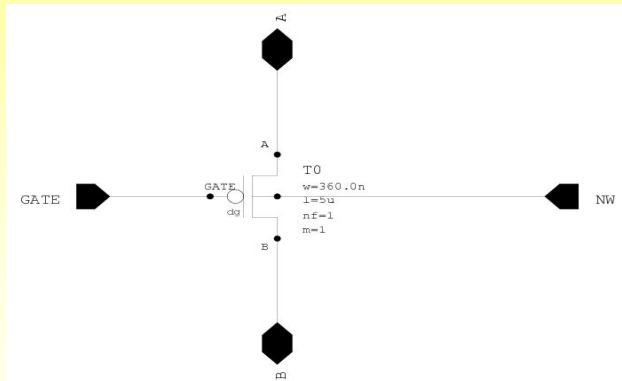 A
A
T0
w=360.0n
l=5u
nf=1
m=1
GATE
GATE
dg
NW
B
B